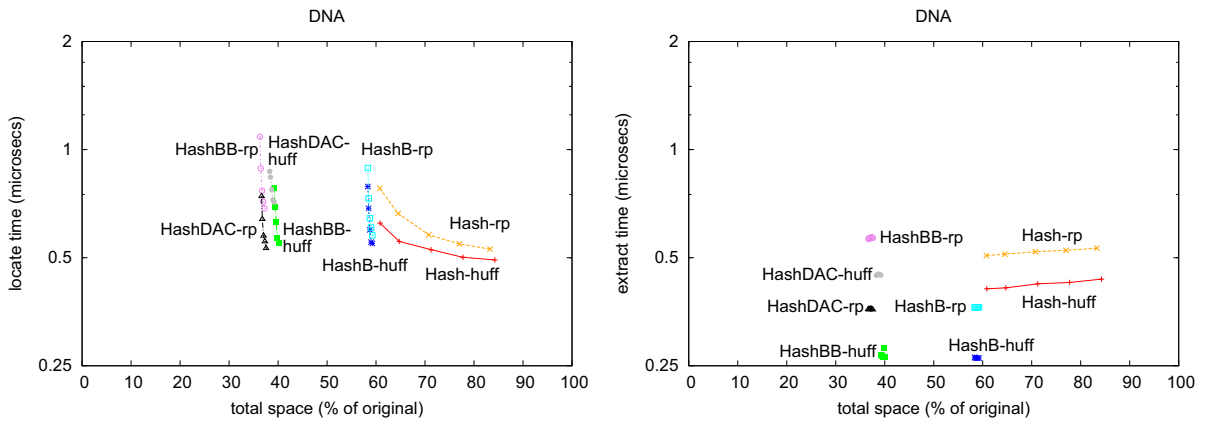 DNA
2
1
0.5
0.25
locate time (microsecs)
HashBB-rp
HashDAC-
huff
HashB-rp
HashDAC-rp
HashBB-
huff
HashB-huff
Hash-rp
Hash-huff
0 10 20 30 40 50 60 70 80 90 100
total space (% of original)
DNA
2
1
0.5
0.25
extract time (microsecs)
HashBB-rp
Hash-rp
HashDAC-huff
Hash-huff
HashDAC-rp
HashB-rp
HashBB-huff
HashB-huff
0 10 20 30 40 50 60 70 80 90 100
total space (% of original)